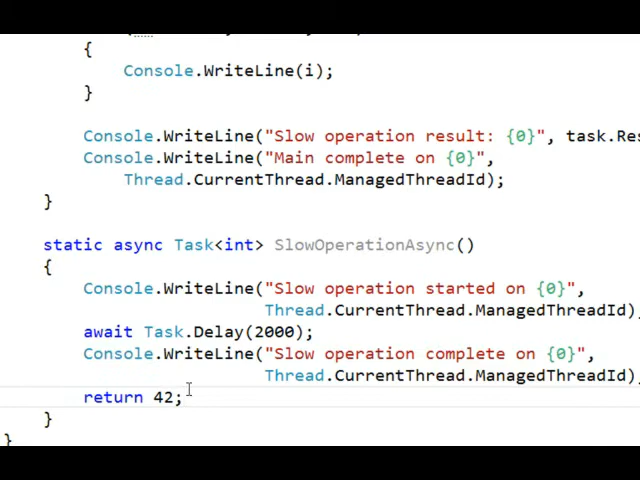 {
Console.WriteLine(i);
}
Console.WriteLine("Slow operation result: {0}", task.Res
Console.WriteLine("Main complete on {0}",
Thread.CurrentThread.ManagedThreadId);
}
static async Task<int> SlowOperationAsync()
{
Console.WriteLine("Slow operation started on {0}",
Thread.CurrentThread.ManagedThreadId);
await Task.Delay(2000);
Console.WriteLine("Slow operation complete on {0}",
Thread.CurrentThread.ManagedThreadId);
return 42;
}
}